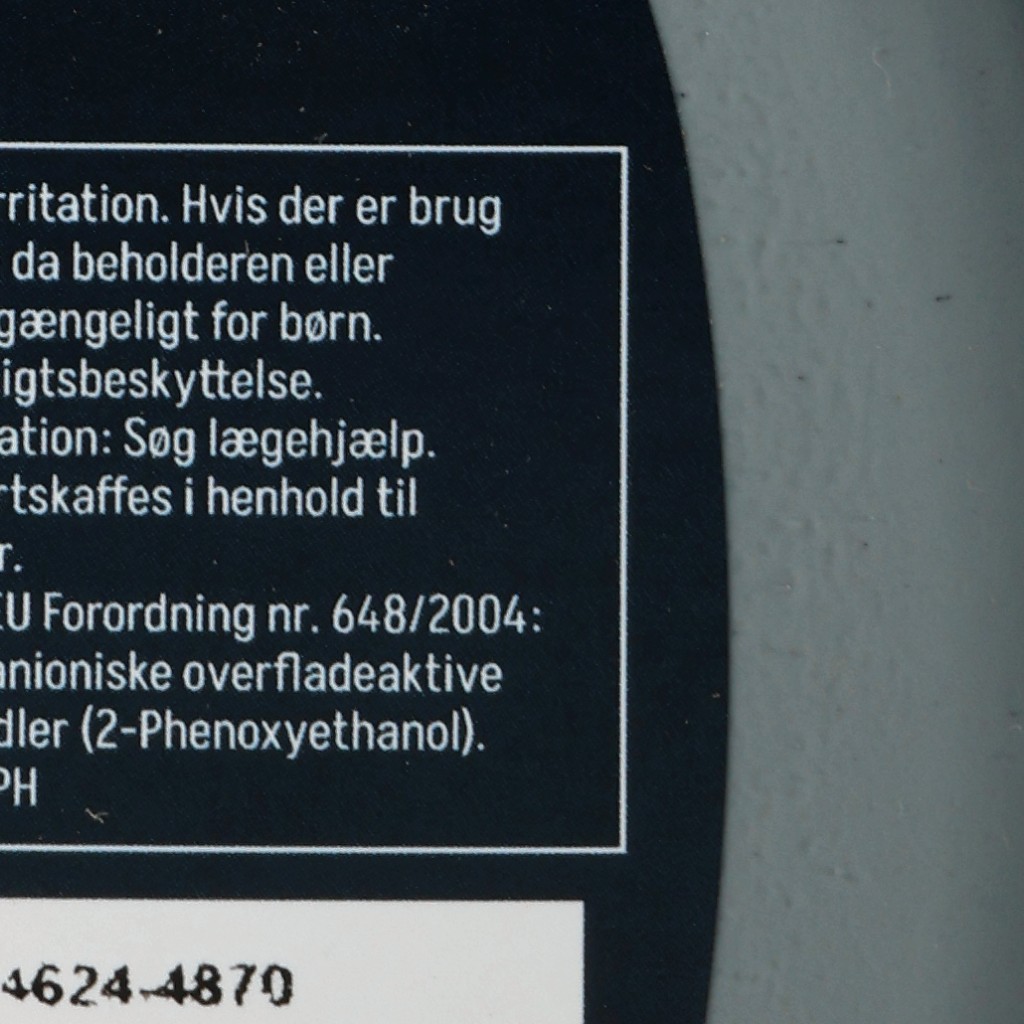 rritation. Hvis der er brug
da beholderen eller
gængeligt for børn.
igtsbeskyttelse.
ation: Søg lægehjælp.
rtskaffes i henhold til
r.
EU Forordning nr. 648/2004:
anioniske overfladeaktive
dler (2-Phenoxyethanol).
PH
4624-4870